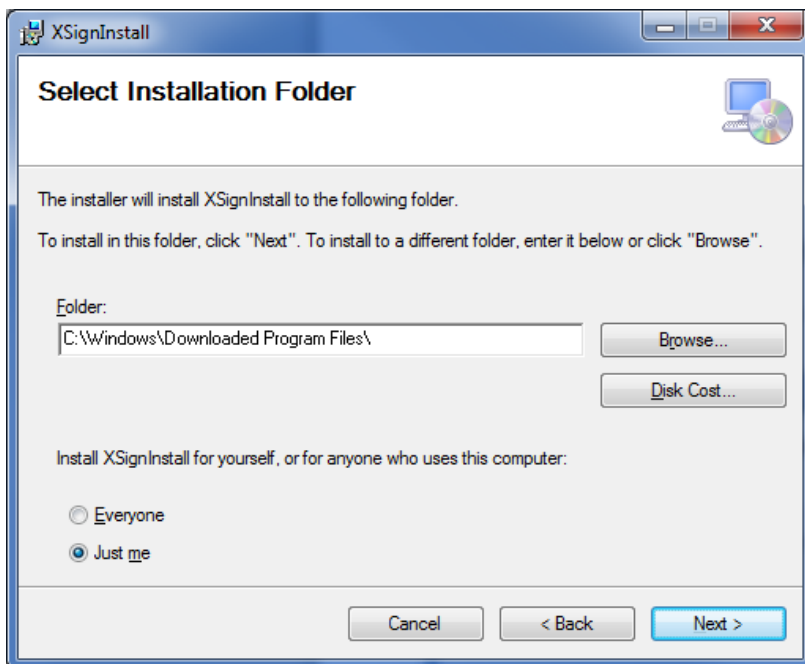 XSignInstall
Select Installation Folder
The installer will install XSignInstall to the following folder.
To install in this folder, click "Next". To install to a different folder, enter it below or click "Browse".
Folder:
C:\Windows\Downloaded Program Files\
Browse...
Disk Cost...
Install XSignInstall for yourself, or for anyone who uses this computer:
Everyone
Just me
Cancel
< Back
Next >